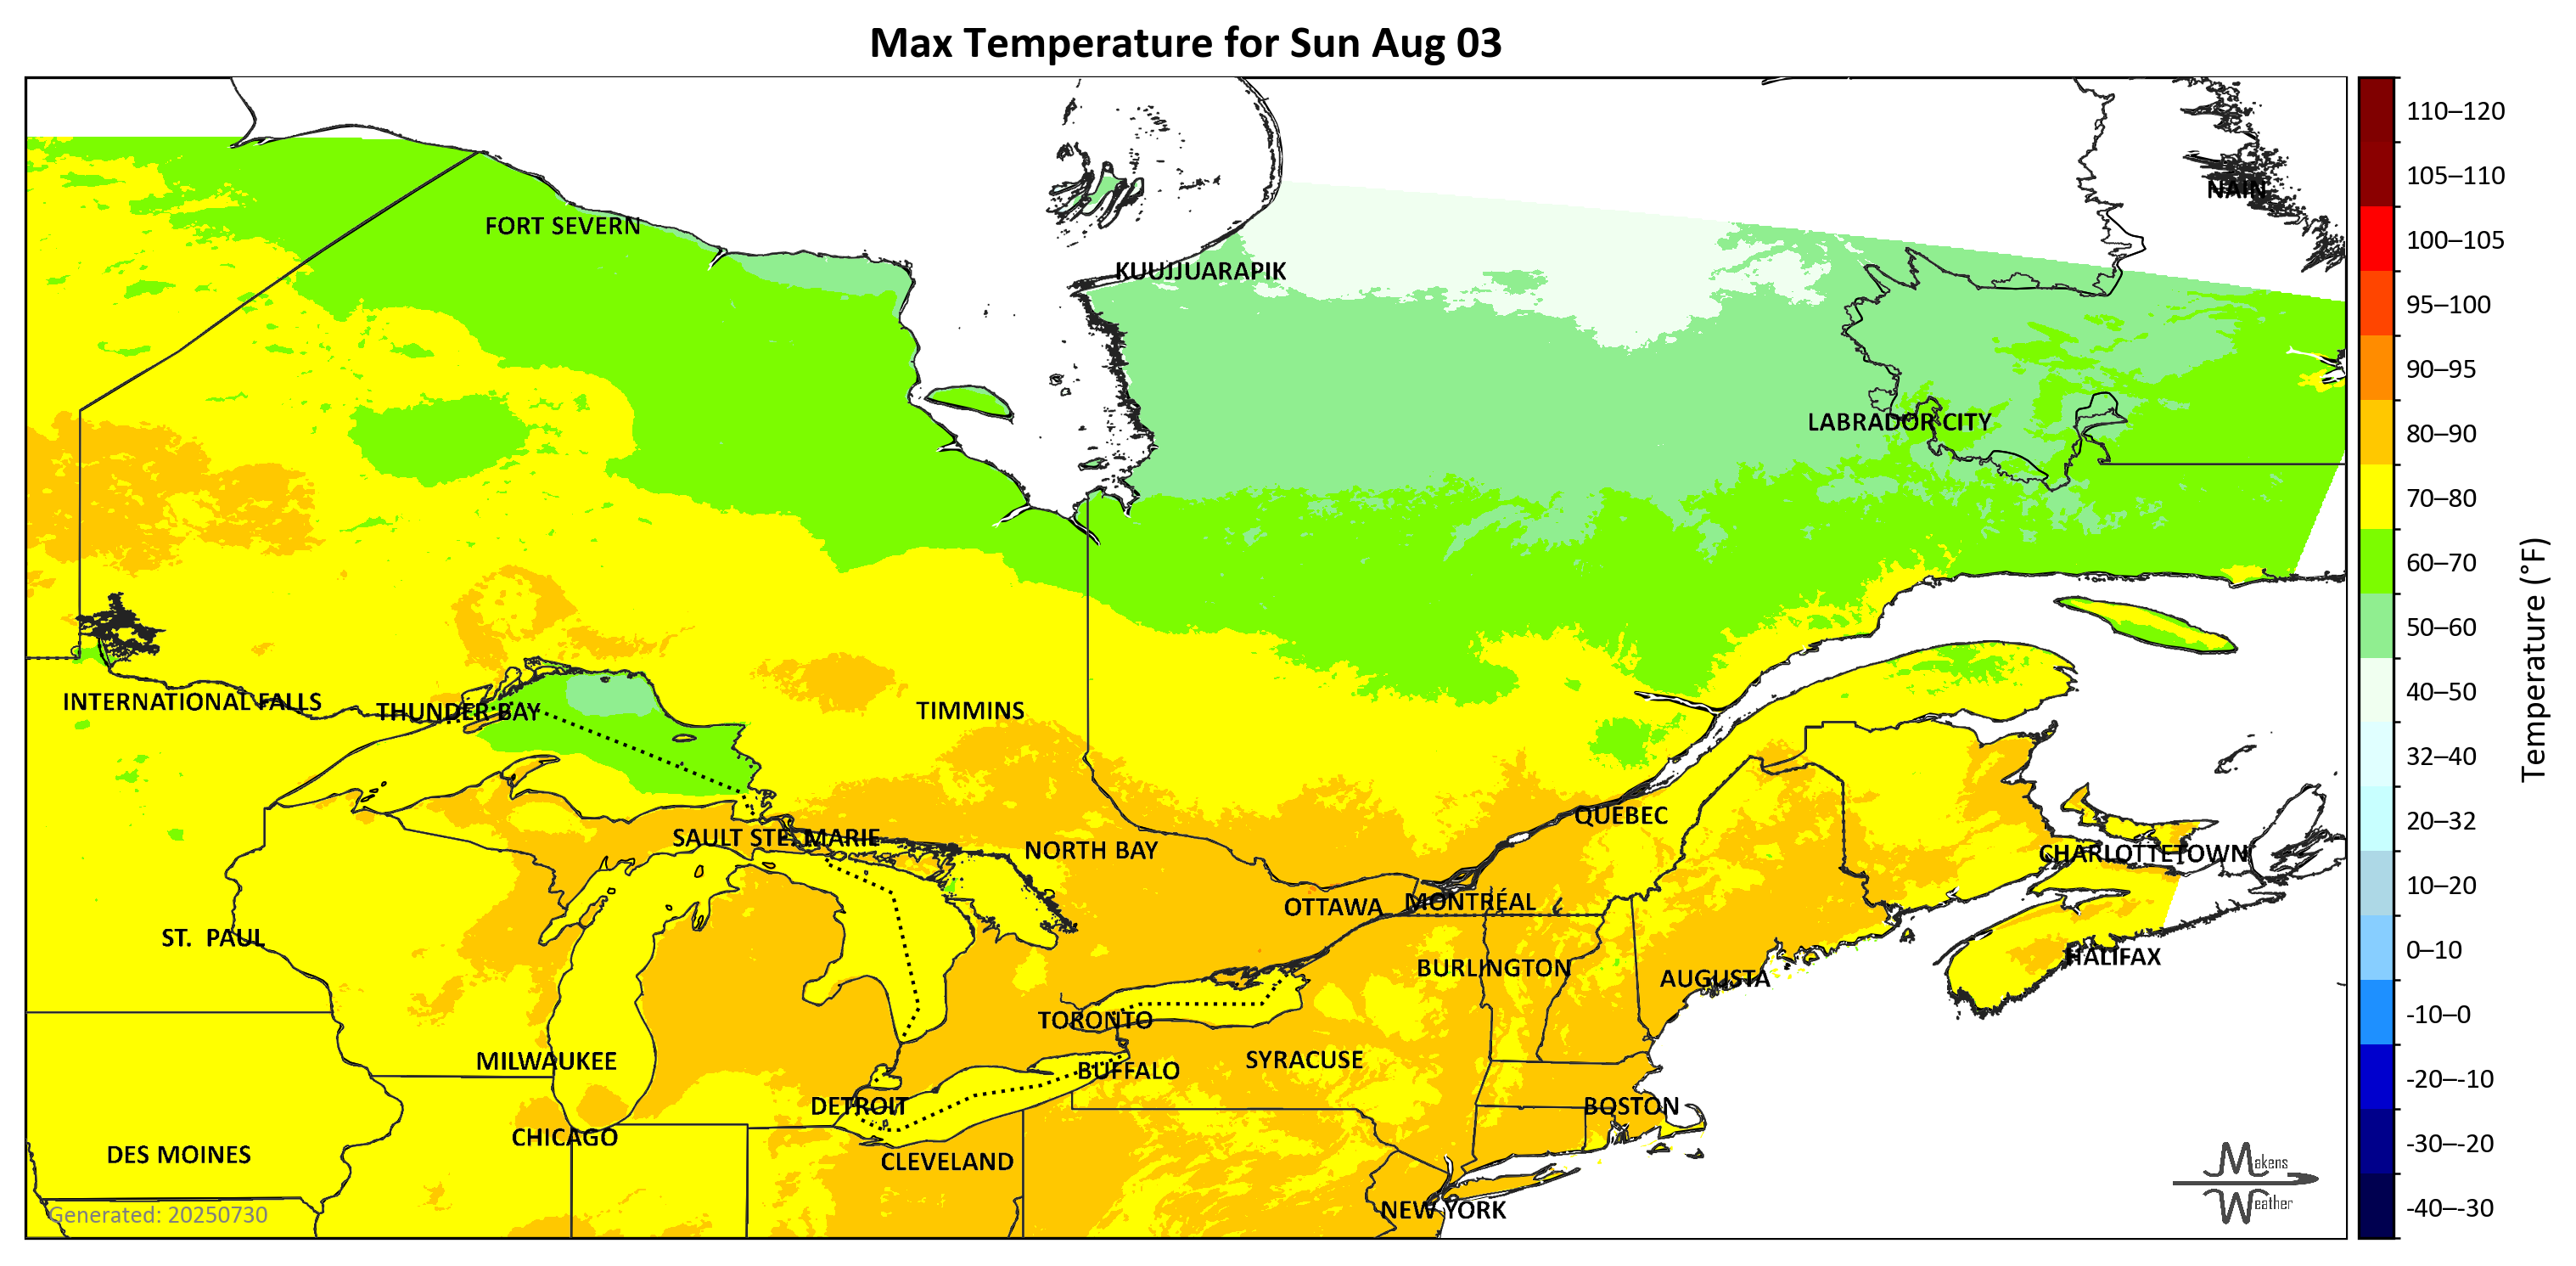 Max Temperature for Sun Aug 03
110–120
105–110
NAIN
FORT SEVERN
100–105
KUUJJUARAPIK
95–100
90–95
LABRADOR CITY
80–90
70–80
60–70
50–60
Temperature (°F)
40–50
INTERNATIONAL FALLS
THUNDER BAY
TIMMINS
32–40
QUEBEC
20–32
SAULT STE. MARIE
NORTH BAY
CHARLOTTETOWN
10–20
OTTAWA
MONTRÉAL
ST. PAUL
0–10
HALIFAX
BURLINGTON
AUGUSTA
-10–0
TORONTO
MILWAUKEE
SYRACUSE
BUFFALO
-20–-10
DETROIT
BOSTON
CHICAGO
-30–-20
DES MOINES
CLEVELAND
Makens
Weather
NEW YORK
-40–-30
Generated: 20250730